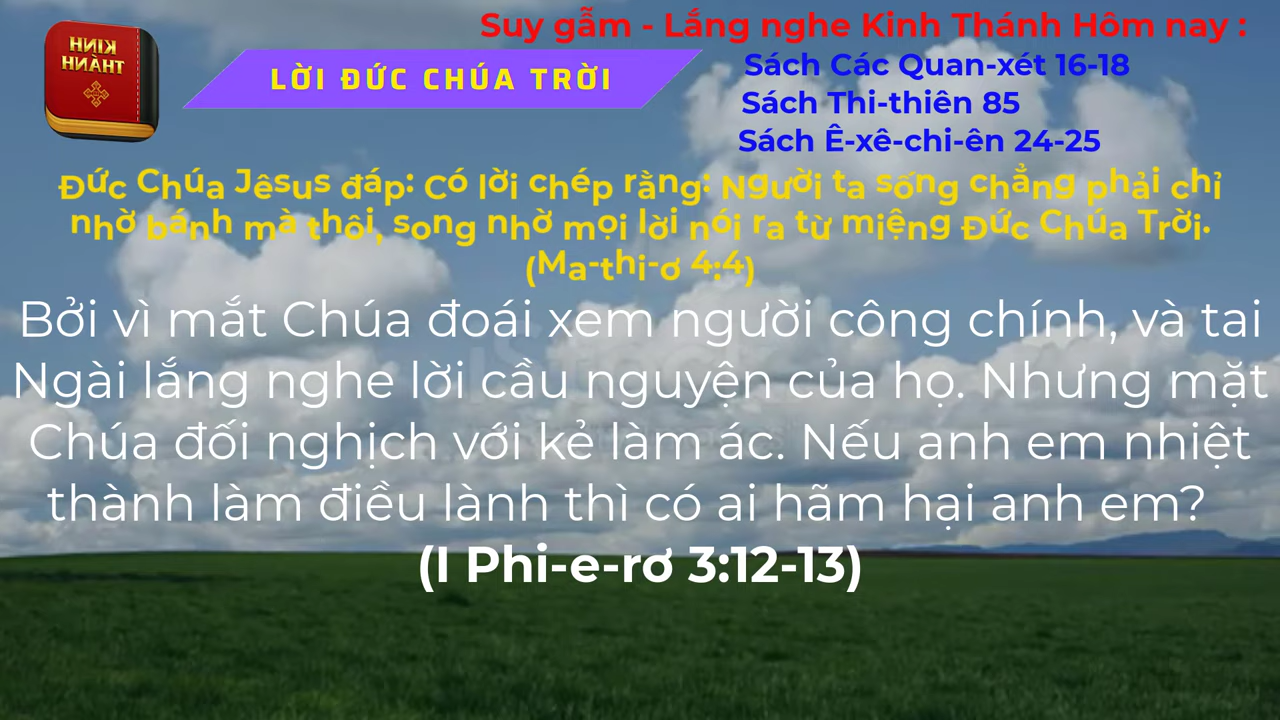 Suy gẫm - Lắng nghe Kinh Thánh Hôm nay :
KINH
THÁNH
LỜI ĐỨC CHÚA TRỜI
Sách Các Quan-xét 16-18
Sách Thi-thiên 85
Sách Ê-xê-chi-ên 24-25
Đức Chúa Jêsus đáp: Có lời chép rằng: Người ta sống chẳng phải chỉ
nhờ bánh mà thôi, song nhờ mọi lời nói ra từ miệng Đức Chúa Trời.
(Ma-thi-ơ 4:4)
Bởi vì mắt Chúa đoái xem người công chính, và tai
Ngài lắng nghe lời cầu nguyện của họ. Nhưng mặt
Chúa đối nghịch với kẻ làm ác. Nếu anh em nhiệt
thành làm điều lành thì có ai hãm hại anh em?
(I Phi-e-rơ 3:12-13)